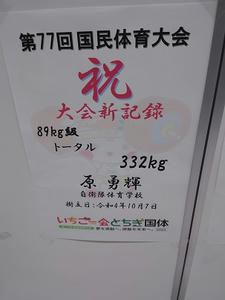 第77回国民体育大会
祝
大会新記録
89kg級
トータル
332kg
原 勇輝
自衛隊体育学校
樹立日：令和4年10月7日
いちご一会とちぎ国体